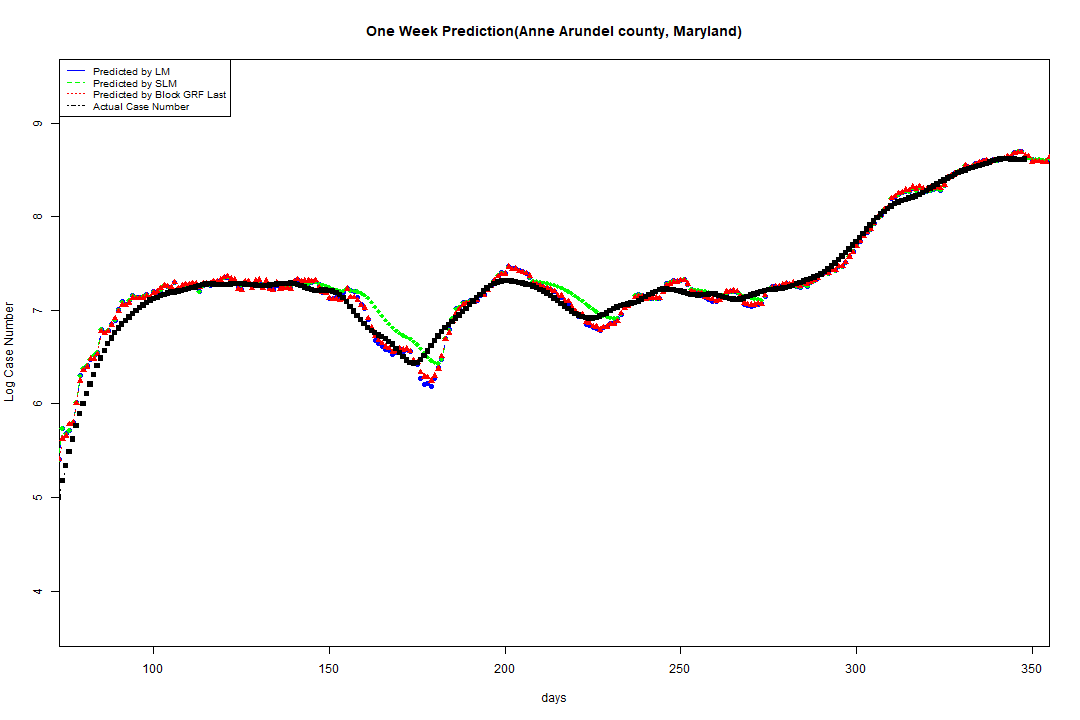 One Week Prediction(Anne Arundel county, Maryland)
Predicted by LM
Predicted by SLM
Predicted by Block GRF Last
Actual Case Number
9
8
7
6
5
4
Log Case Number
100 150 200 250 300 350
days